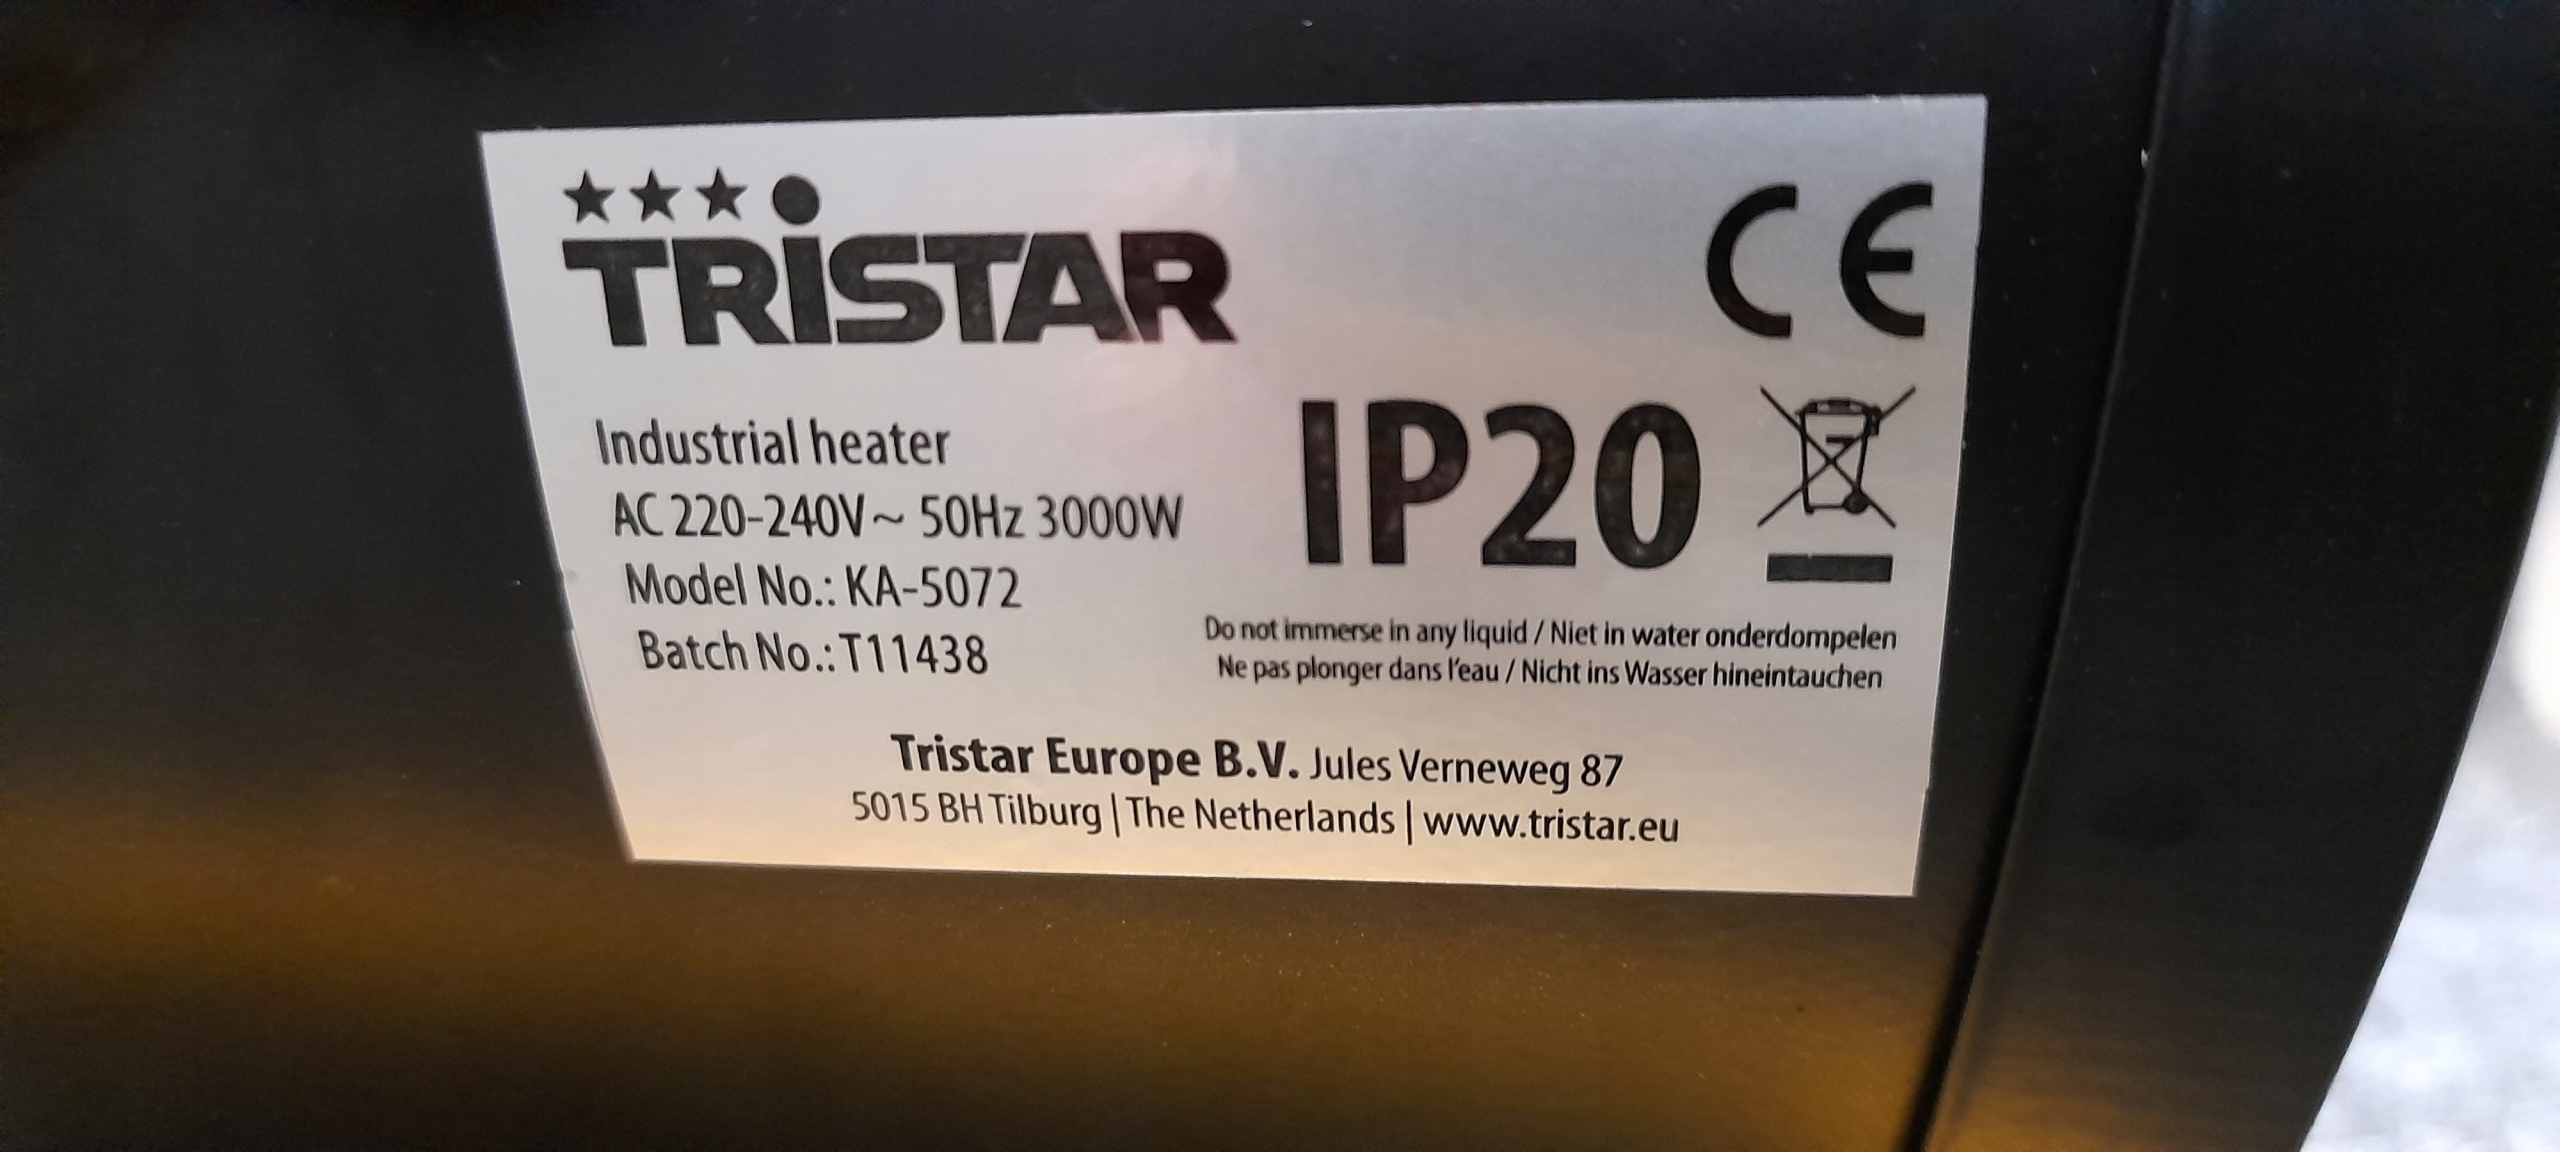 TRiSTAR
CE
Industrial heater
AC 220-240V~ 50Hz 3000W
Model No.: KA-5072
Batch No.: T11438
IP20
Do not immerse in any liquid / Niet in water onderdompelen
Ne pas plonger dans l'eau / Nicht ins Wasser hineintauchen
Tristar Europe B.V. Jules Verneweg 87
5015 BH Tilburg | The Netherlands | www.tristar.eu